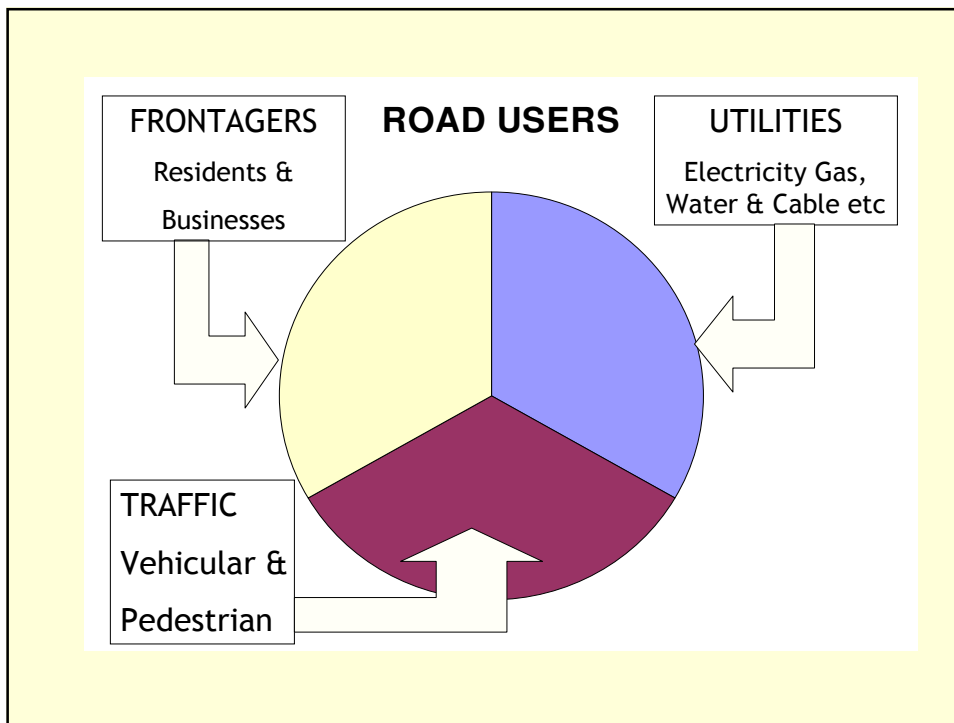 ROAD USERS
FRONTAGERS
Residents &
Businesses
UTILITIES
Electricity Gas,
Water & Cable etc
TRAFFIC
Vehicular &
Pedestrian